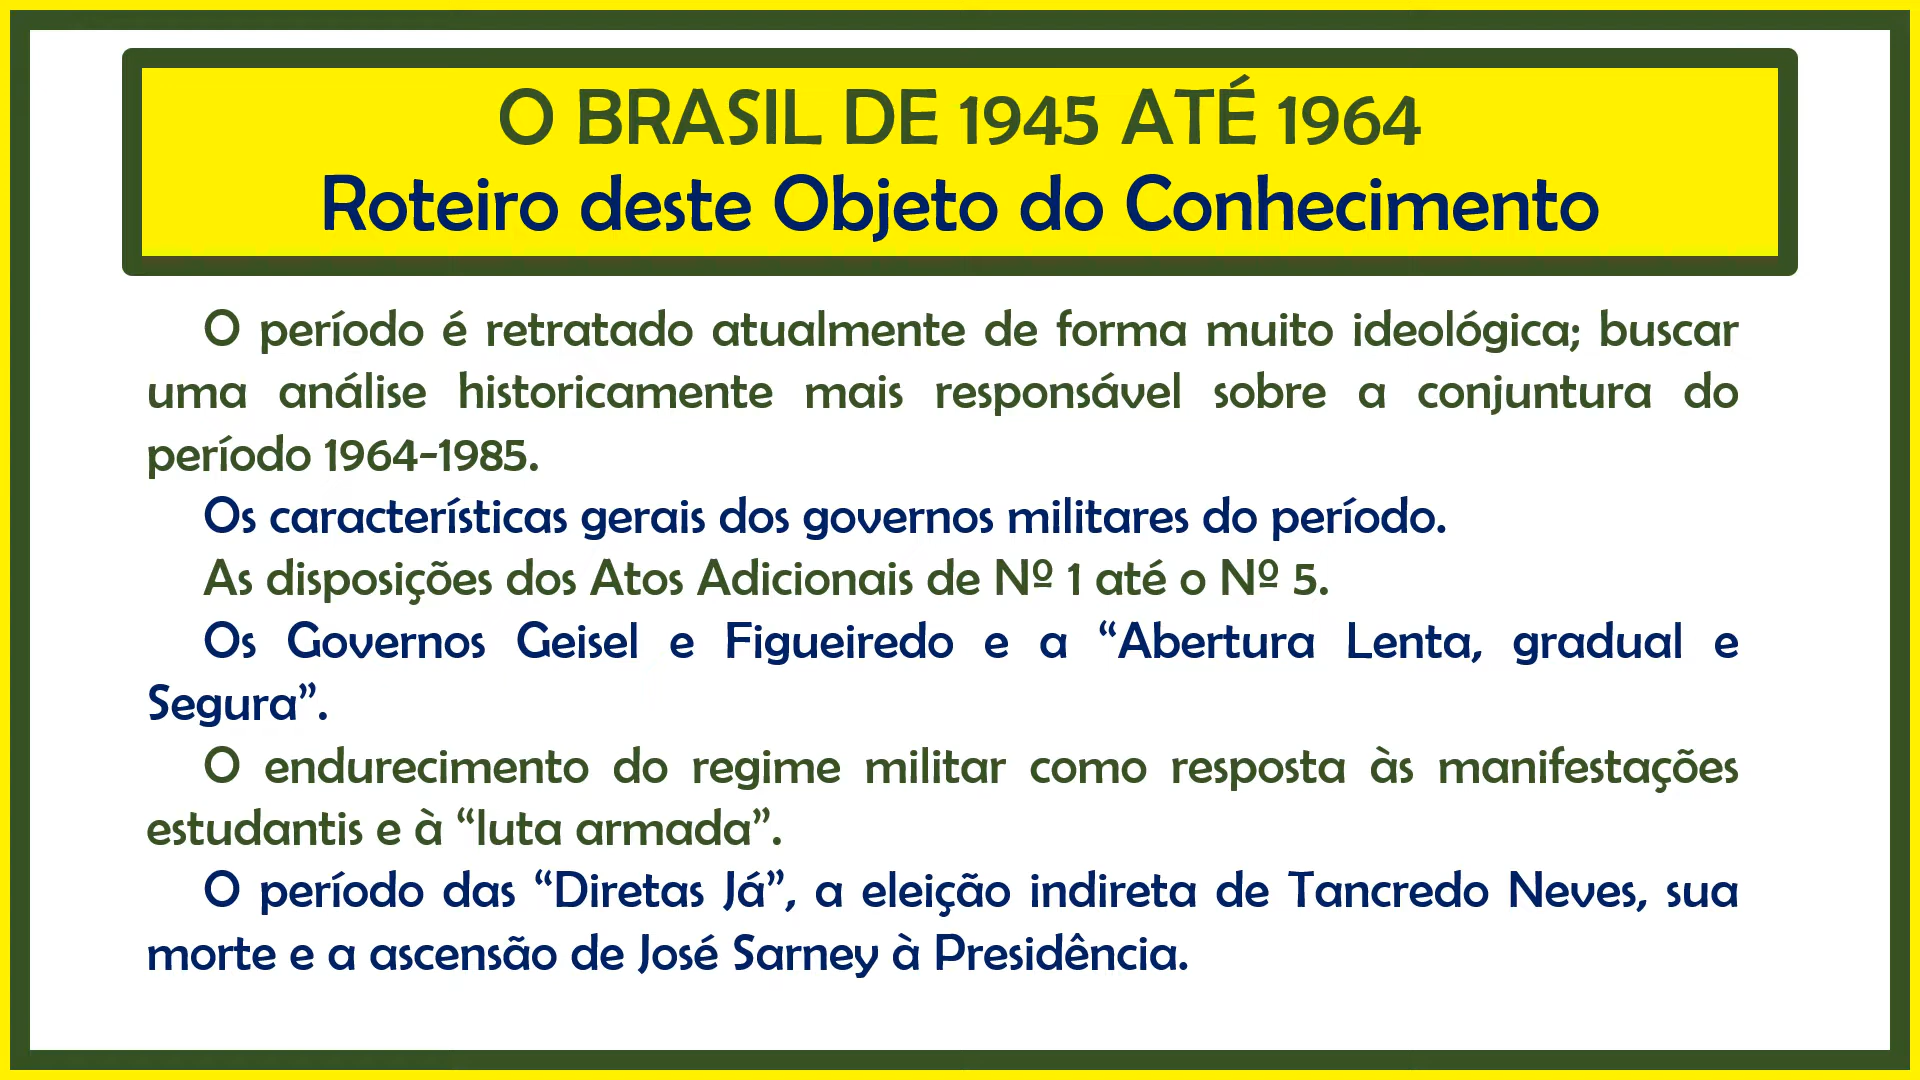 O BRASIL DE 1945 ATÉ 1964
Roteiro deste Objeto do Conhecimento
O período é retratado atualmente de forma muito ideológica; buscar
uma análise historicamente mais responsável sobre a conjuntura do
período 1964-1985.
Os características gerais dos governos militares do período.
As disposições dos Atos Adicionais de Nº 1 até o Nº 5.
Os Governos Geisel e Figueiredo e a “Abertura Lenta, gradual e
Segura”.
O endurecimento do regime militar como resposta às manifestações
estudantis e à “luta armada”.
O período das “Diretas Já”, a eleição indireta de Tancredo Neves, sua
morte e a ascensão de José Sarney à Presidência.